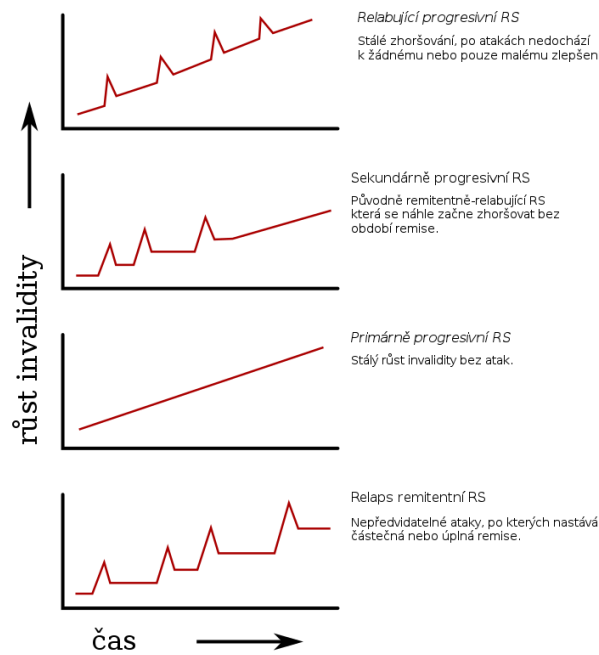 Relabující progresivní RS
Stálé zhoršování, po atakách nedochází
k žádnému nebo pouze malému zlepšen
Sekundárně progresivní RS
Původně remitentně-relabující RS
která se náhle začne zhoršovat bez
období remise.
růst invalidity
Primárně progresivní RS
Stálý růst invalidity bez atak.
Relaps remitentní RS
Nepředvidatelné ataky, po kterých nastává
částečná nebo úplná remise.
čas